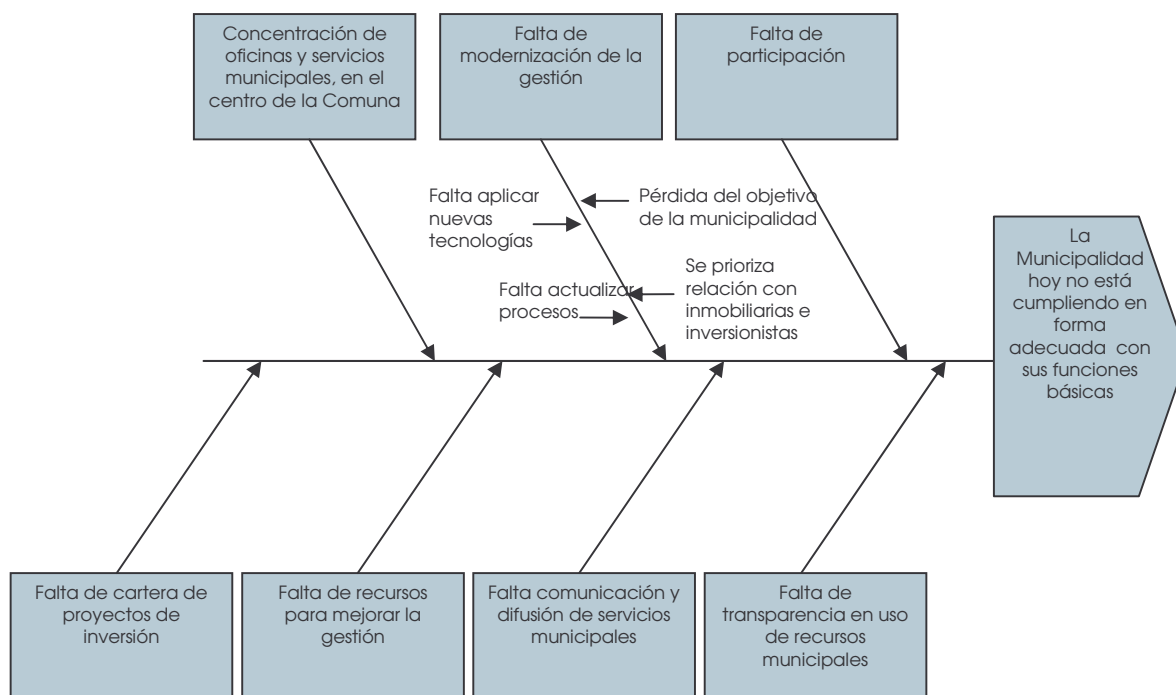 Concentración de
oficinas y servicios
municipales, en el
centro de la Comuna
Falta de
modernización de la
gestión
Falta de
participación
Falta aplicar
nuevas
tecnologías
Pérdida del objetivo
de la municipalidad
Falta actualizar
procesos
Se prioriza
relación con
inmobiliarias e
inversionistas
La
Municipalidad
hoy no está
cumpliendo en
forma
adecuada con
sus funciones
básicas
Falta de cartera de
proyectos de
inversión
Falta de recursos
para mejorar la
gestión
Falta comunicación y
difusión de servicios
municipales
Falta de
transparencia en uso
de recursos
municipales